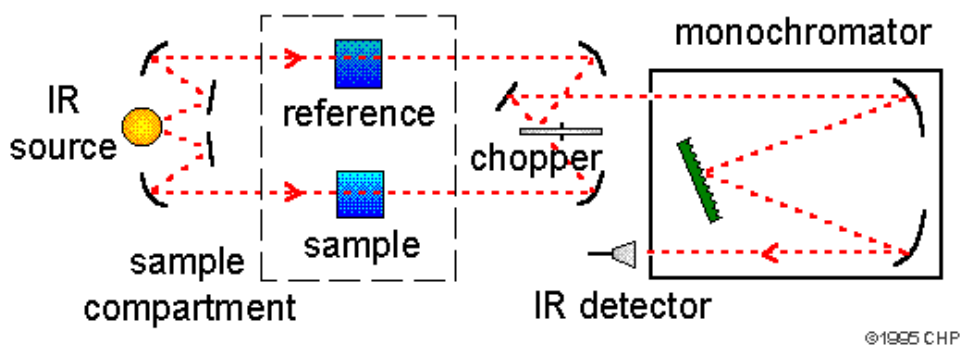 monochromator
IR
source
reference
chopper
sample
sample
compartment
IR detector
©1995 CHP